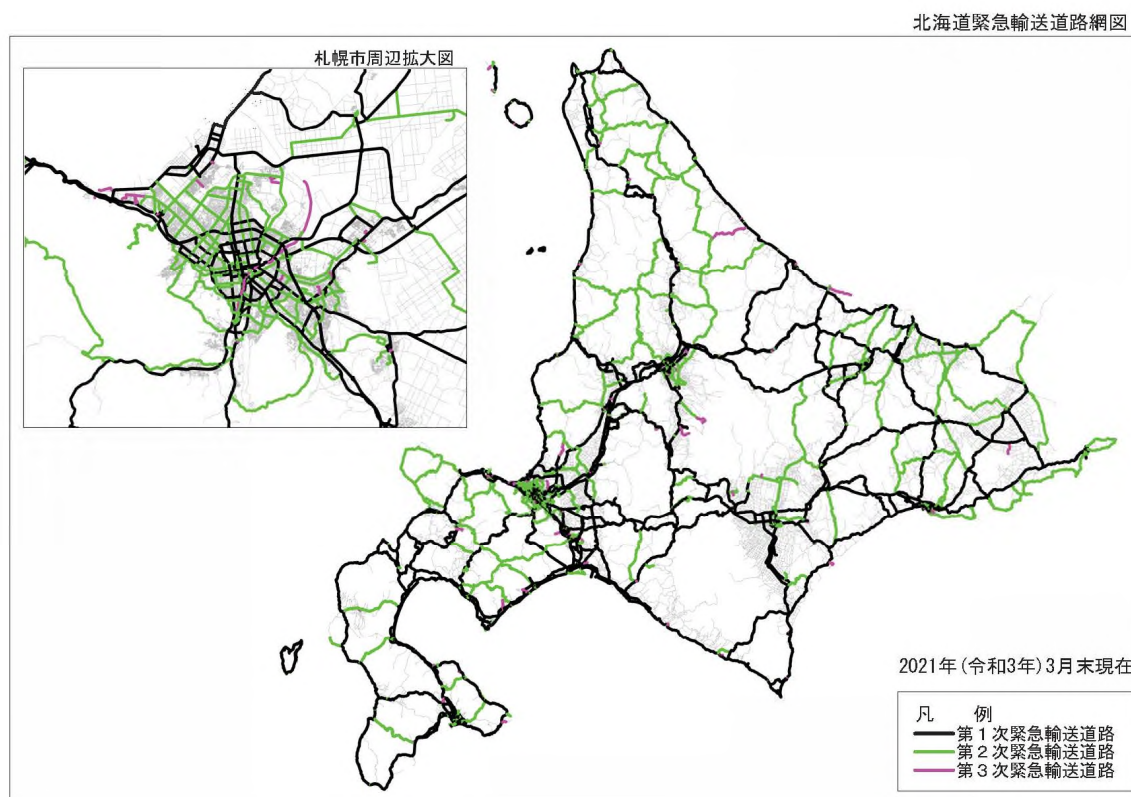 北海道緊急輸送道路網図
札幌市周辺拡大図
2021年(令和3年)3月末現在
凡　例
第１次緊急輸送道路
第２次緊急輸送道路
第３次緊急輸送道路